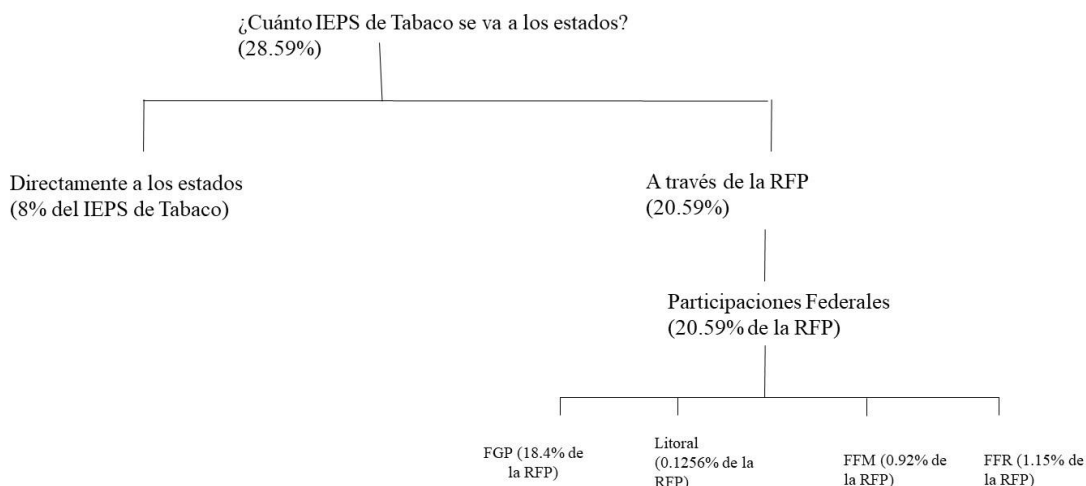 ¿Cuánto IEPS de Tabaco se va a los estados?
(28.59%)
Directamente a los estados
(8% del IEPS de Tabaco)
A través de la RFP
(20.59%)
Participaciones Federales
(20.59% de la RFP)
FGP (18.4% de
la RFP)
Litoral
(0.1256% de la
RFP)
FFM (0.92% de
la RFP)
FFR (1.15% de
la RFP)